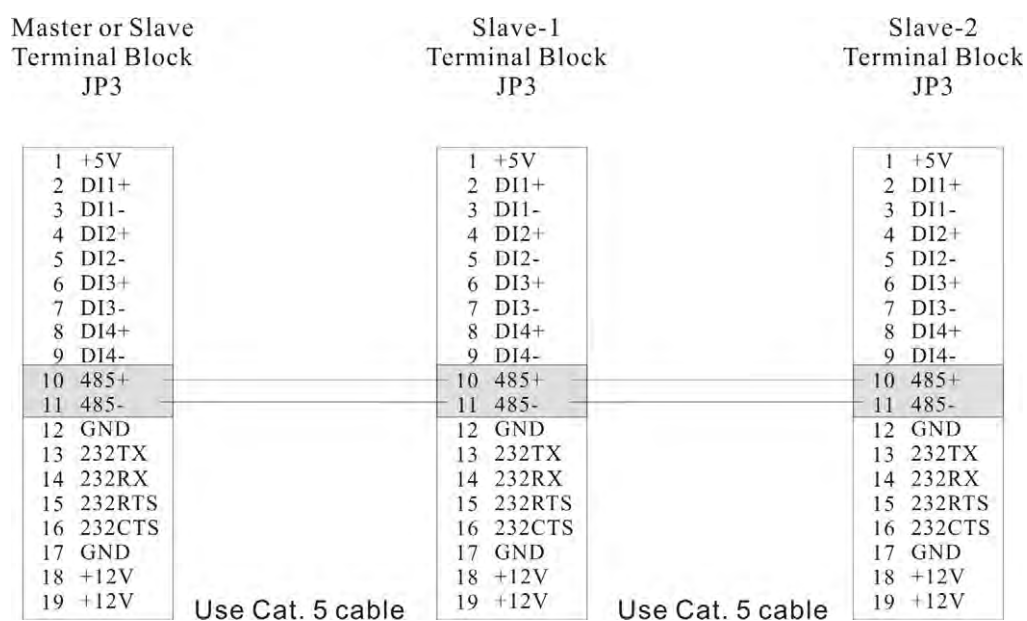 Master or Slave
Terminal Block
JP3
1 +5V
2 DI1+
3 DI1-
4 DI2+
5 DI2-
6 DI3+
7 DI3-
8 DI4+
9 DI4-
10 485+
11 485-
12 GND
13 232TX
14 232RX
15 232RTS
16 232CTS
17 GND
18 +12V
19 +12V
Use Cat. 5 cable
Slave-1
Terminal Block
JP3
1 +5V
2 DI1+
3 DI1-
4 DI2+
5 DI2-
6 DI3+
7 DI3-
8 DI4+
9 DI4-
10 485+
11 485-
12 GND
13 232TX
14 232RX
15 232RTS
16 232CTS
17 GND
18 +12V
19 +12V
Use Cat. 5 cable
Slave-2
Terminal Block
JP3
1 +5V
2 DI1+
3 DI1-
4 DI2+
5 DI2-
6 DI3+
7 DI3-
8 DI4+
9 DI4-
10 485+
11 485-
12 GND
13 232TX
14 232RX
15 232RTS
16 232CTS
17 GND
18 +12V
19 +12V